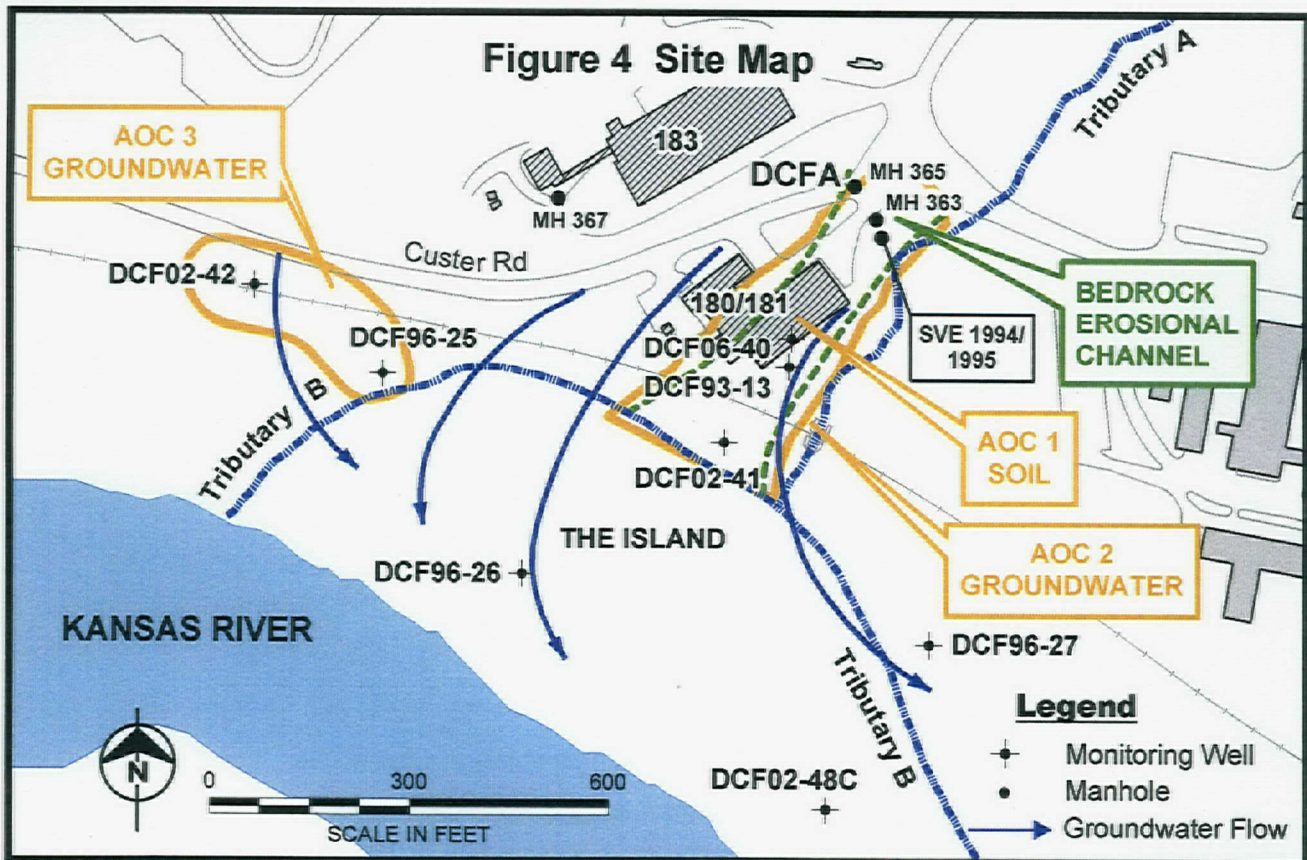 Figure 4 Site Map
Tributary A
AOC 3
GROUNDWATER
183
DCFA
MH 365
MH 363
MH 367
Custer Rd
DCF02-42
180/181
BEDROCK
EROSIONAL
CHANNEL
SVE 1994/
1995
DCF96-25
DCF06-40
DCF93-13
Tributary B
AOC 1
SOIL
DCF02-41
THE ISLAND
AOC 2
GROUNDWATER
DCF96-26
KANSAS RIVER
DCF96-27
Tributary B
Legend
Monitoring Well
Manhole
Groundwater Flow
N
0 300 600
SCALE IN FEET
DCF02-48C